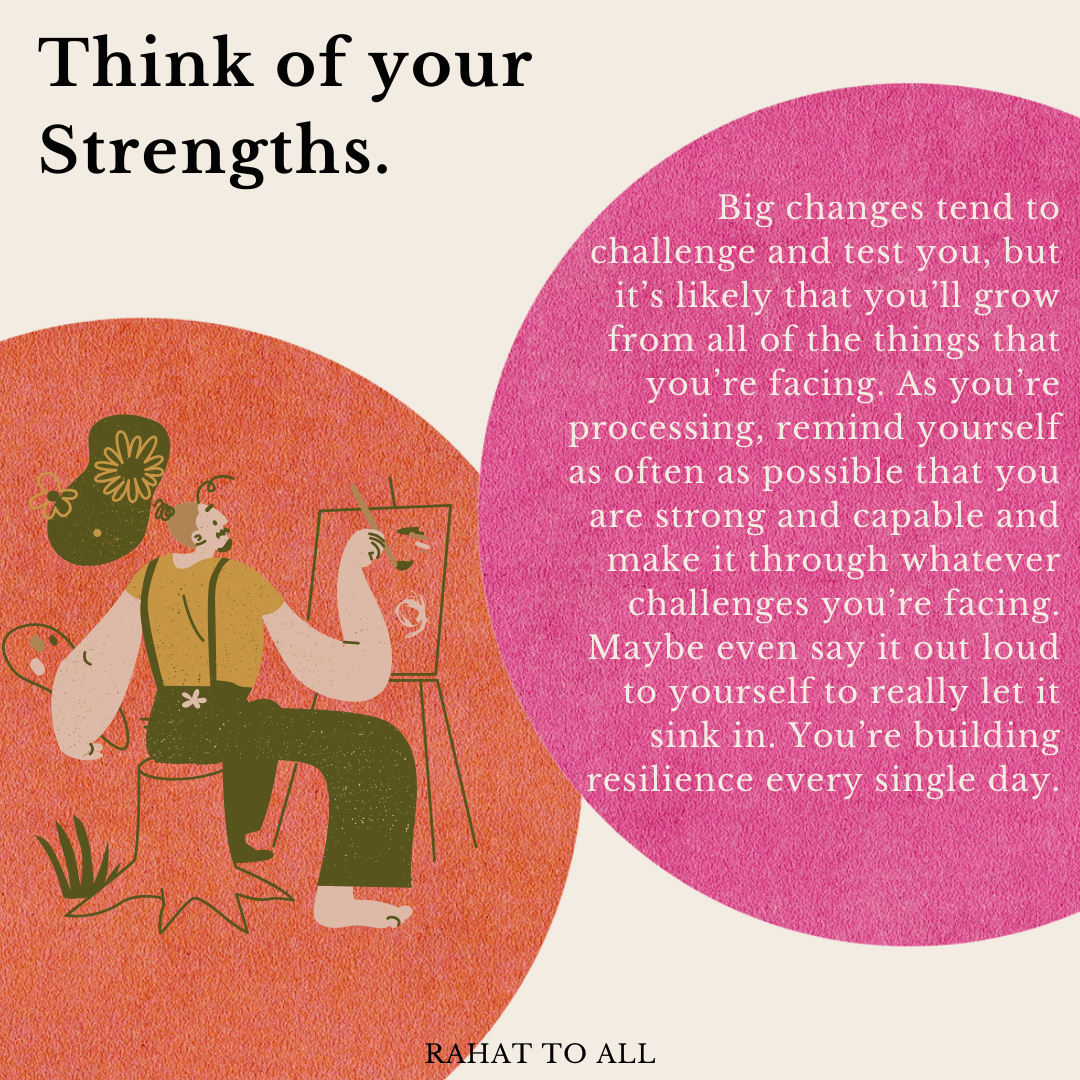 Think of your
Strengths.
Big changes tend to
challenge and test you, but
it’s likely that you’ll grow
from all of the things that
you’re facing. As you’re
processing, remind yourself
as often as possible that you
are strong and capable and
make it through whatever
challenges you’re facing.
Maybe even say it out loud
to yourself to really let it
sink in. You’re building
resilience every single day.
RAHAT TO ALL